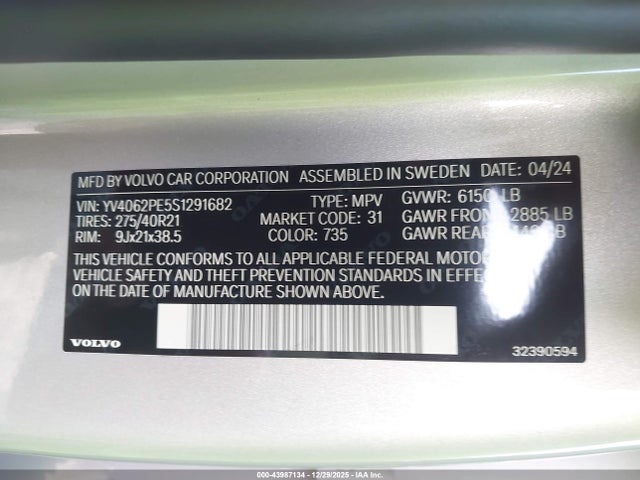 MFD BY VOLVO CAR CORPORATION ASSEMBLED IN SWEDEN DATE: 04/24
VIN: YV4062PE5S1291682 TYPE: MPV GVWR: 6150 LB
TIRES: 275/40R21 MARKET CODE: 31 GAWR FRONT 2885 LB
RIM: 9Jx21x38.5 COLOR: 735 GAWR REAR
THIS VEHICLE CONFORMS TO ALL APPLICABLE FEDERAL MOTOR
VEHICLE SAFETY AND THEFT PREVENTION STANDARDS IN EFFECT
ON THE DATE OF MANUFACTURE SHOWN ABOVE.
VOLVO
32390594
000-43987134 - 12/29/2025 - IAA Inc.